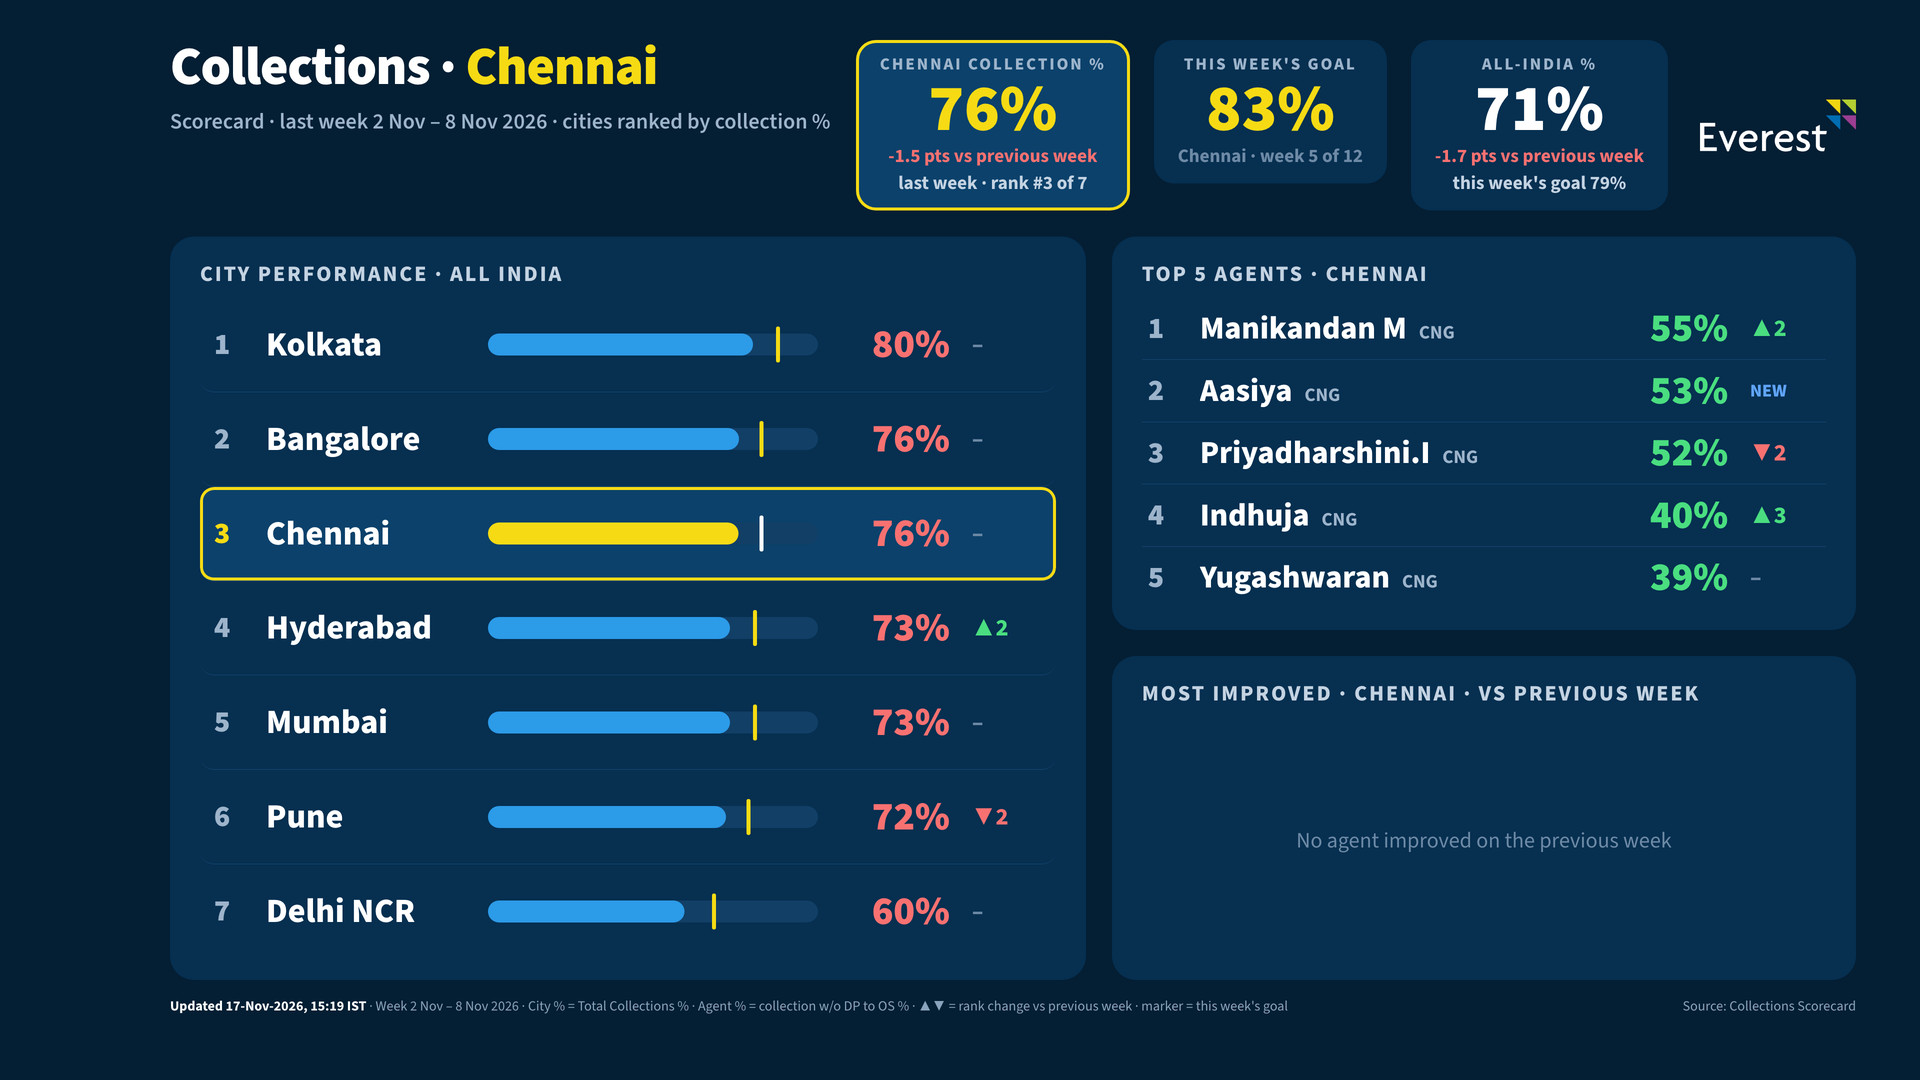 Collections · Chennai
Scorecard · last week 2 Nov – 8 Nov 2026 · cities ranked by collection %
CHENNAI COLLECTION %
76%
-1.5 pts vs previous week
last week · rank #3 of 7
THIS WEEK'S GOAL
83%
Chennai · week 5 of 12
ALL-INDIA %
71%
-1.7 pts vs previous week
this week's goal 79%
Everest
CITY PERFORMANCE · ALL INDIA
1 Kolkata 80% –
2 Bangalore 76% –
3 Chennai 76% –
4 Hyderabad 73% ▲2
5 Mumbai 73% –
6 Pune 72% ▼2
7 Delhi NCR 60% –
TOP 5 AGENTS · CHENNAI
1 Manikandan M CNG 55% ▲2
2 Aasiya CNG 53% NEW
3 Priyadharshini.I CNG 52% ▼2
4 Indhuja CNG 40% ▲3
5 Yugashwaran CNG 39% –
MOST IMPROVED · CHENNAI · VS PREVIOUS WEEK
No agent improved on the previous week
Updated 17-Nov-2026, 15:19 IST · Week 2 Nov – 8 Nov 2026 · City % = Total Collections % · Agent % = collection w/o DP to OS % · ▲▼ = rank change vs previous week · marker = this week's goal
Source: Collections Scorecard